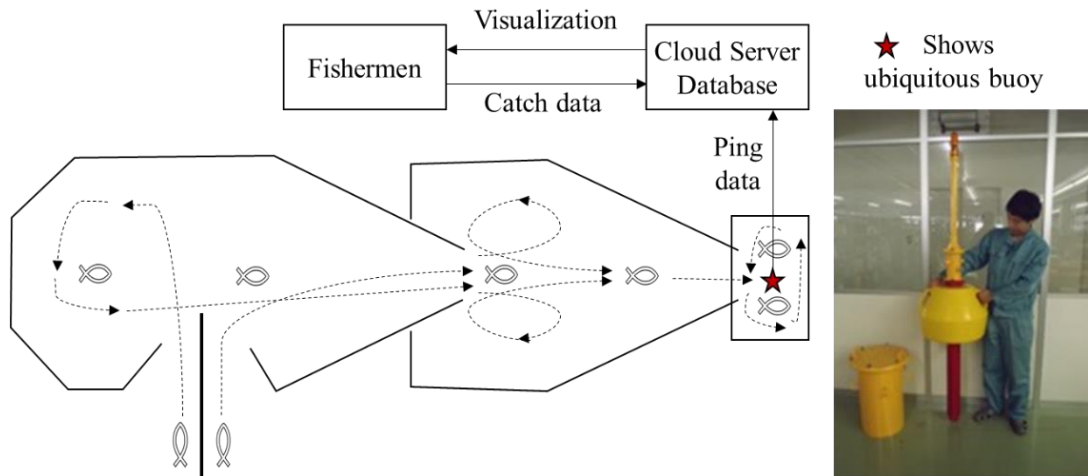 Visualization
Fishermen
Catch data
Cloud Server
Database
Ping
data
Shows
ubiquitous buoy